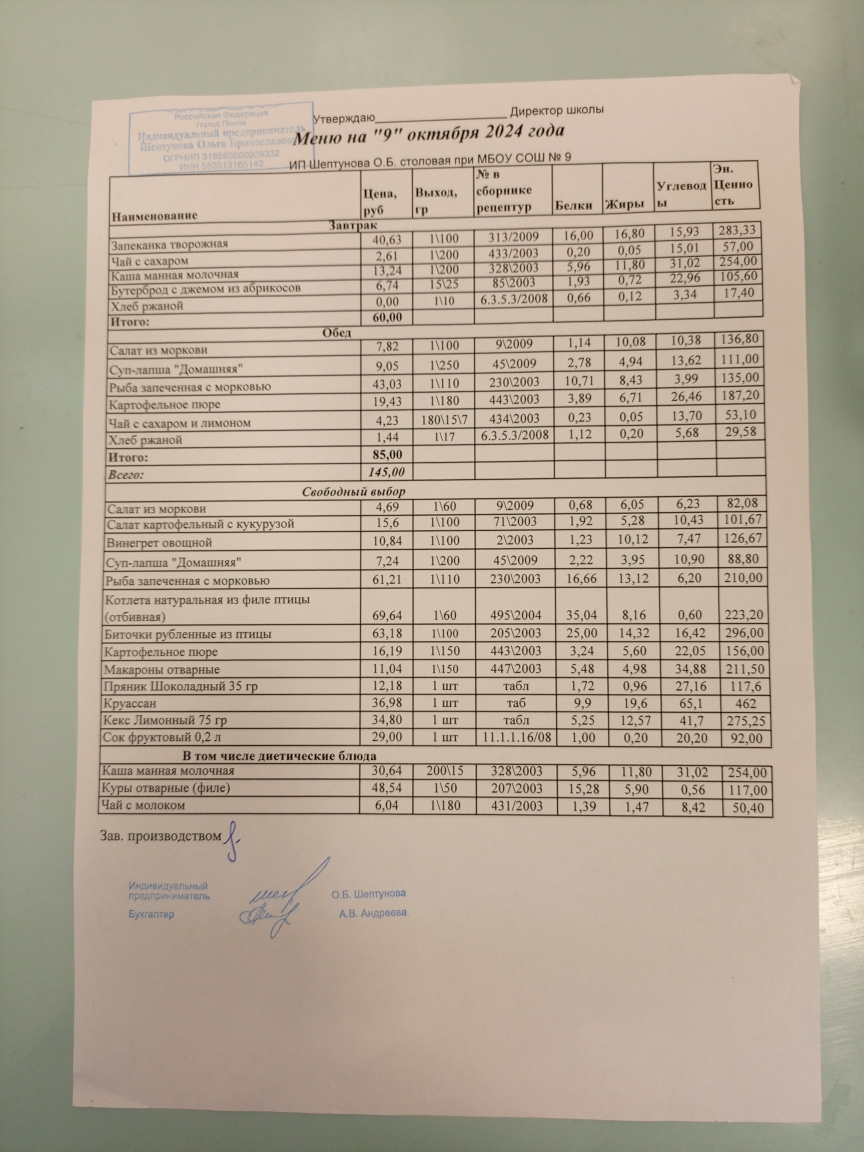 Российская Федерация
город Пенза
Индивидуальный предприниматель
Шептунова Ольга Брониславовна
ИНН 583513165142
Утверждаю____________________ Директор школы
Меню на "9" октября 2024 года
ИП Шептунова О.Б. столовая при МБОУ СОШ № 9
Наименование Цена, руб Выход, гр № в сборнике рецептур Белки Жиры Углеводы Эн. Ценность
Завтрак
Запеканка творожная 40,63 1\100 313/2009 16,00 16,80 15,93 283,33
Чай с сахаром 2,61 1\200 433/2003 0,20 0,05 15,01 57,00
Каша манная молочная 13,24 1\200 328\2003 5,96 11,80 31,02 254,00
Бутерброд с джемом из абрикосов 6,74 15\25 85\2003 1,93 0,72 22,96 105,60
Хлеб ржаной 0,00 1\10 6.3.5.3/2008 0,66 0,12 3,34 17,40
Итого: 60,00
Обед
Салат из моркови 7,82 1\100 9\2009 1,14 10,08 10,38 136,80
Суп-лапша "Домашняя" 9,05 1\250 45\2009 2,78 4,94 13,62 111,00
Рыба запеченная с морковью 43,03 1\110 230\2003 10,71 8,43 3,99 135,00
Картофельное пюре 19,43 1\180 443\2003 3,89 6,71 26,46 187,20
Чай с сахаром и лимоном 4,23 180\15\7 434\2003 0,23 0,05 13,70 53,10
Хлеб ржаной 1,44 1\17 6.3.5.3/2008 1,12 0,20 5,68 29,58
Итого: 85,00
Всего: 145,00
Свободный выбор
Салат из моркови 4,69 1\60 9\2009 0,68 6,05 6,23 82,08
Салат картофельный с кукурузой 15,6 1\100 71\2003 1,92 5,28 10,43 101,67
Винегрет овощной 10,84 1\100 2\2003 1,23 10,12 7,47 126,67
Суп-лапша "Домашняя" 7,24 1\200 45\2009 2,22 3,95 10,90 88,80
Рыба запеченная с морковью 61,21 1\110 230\2003 16,66 13,12 6,20 210,00
Котлета натуральная из филе птицы
(отбивная) 69,64 1\60 495\2004 35,04 8,16 0,60 223,20
Биточки рубленные из птицы 63,18 1\100 205\2003 25,00 14,32 16,42 296,00
Картофельное пюре 16,19 1\150 443\2003 3,24 5,60 22,05 156,00
Макароны отварные 11,04 1\150 447\2003 5,48 4,98 34,88 211,50
Пряник Шоколадный 35 гр 12,18 1 шт табл 1,72 0,96 27,16 117,6
Круассан 36,98 1 шт таб 9,9 19,6 65,1 462
Кекс Лимонный 75 гр 34,80 1 шт табл 5,25 12,57 41,7 275,25
Сок фруктовый 0,2 л 29,00 1 шт 11.1.1.16/08 1,00 0,20 20,20 92,00
В том числе диетические блюда
Каша манная молочная 30,64 200\15 328\2003 5,96 11,80 31,02 254,00
Куры отварные (филе) 48,54 1\50 207\2003 15,28 5,90 0,56 117,00
Чай с молоком 6,04 1\180 431/2003 1,39 1,47 8,42 50,40
Зав. производством
Индивидуальный
предприниматель О.Б. Шептунова
Бухгалтер А.В. Андреева